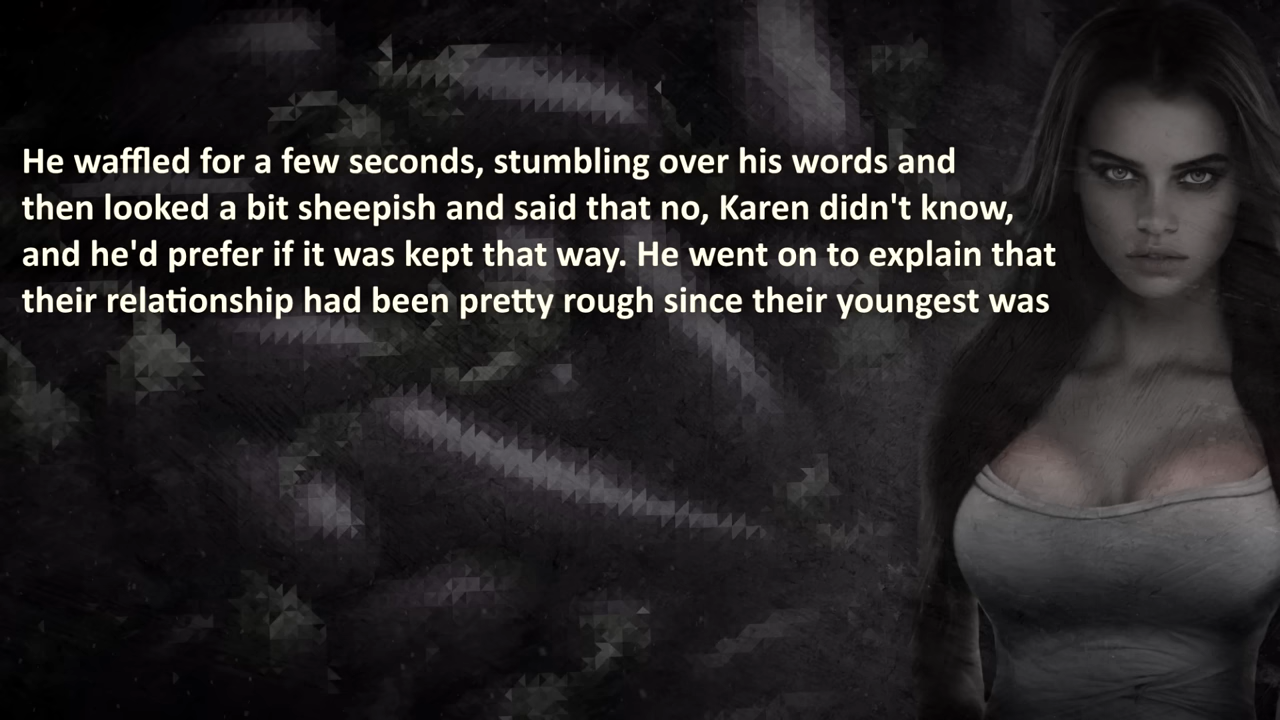 He waffled for a few seconds, stumbling over his words and
then looked a bit sheepish and said that no, Karen didn't know,
and he'd prefer if it was kept that way. He went on to explain that
their relationship had been pretty rough since their youngest was